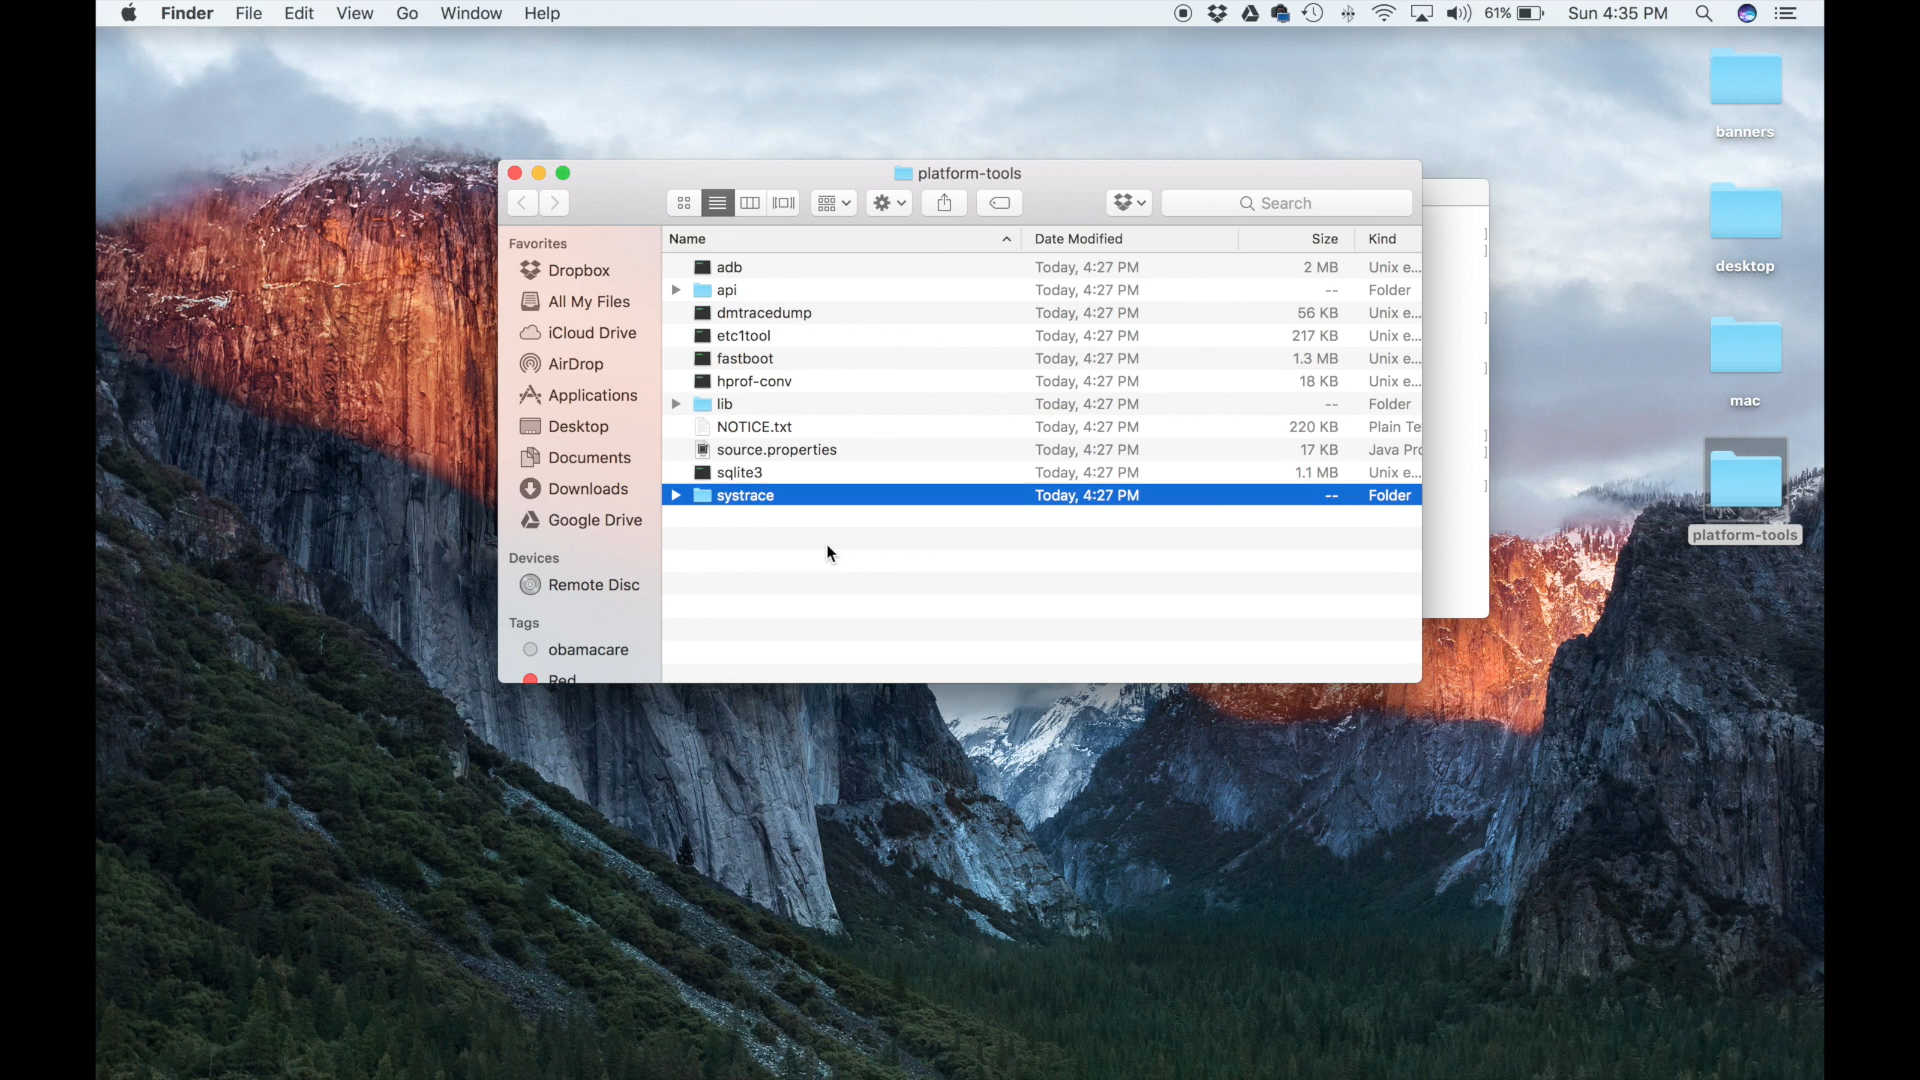 Finder File Edit View Go Window Help 61% Sun 4:35 PM
platform-tools
Search
Favorites
Dropbox
All My Files
iCloud Drive
AirDrop
Applications
Desktop
Documents
Downloads
Google Drive
Devices
Remote Disc
Tags
obamacare
Red
Name Date Modified Size Kind
adb Today, 4:27 PM 2 MB Unix e...
api Today, 4:27 PM -- Folder
dmtracedump Today, 4:27 PM 56 KB Unix e...
etc1tool Today, 4:27 PM 217 KB Unix e...
fastboot Today, 4:27 PM 1.3 MB Unix e...
hprof-conv Today, 4:27 PM 18 KB Unix e...
lib Today, 4:27 PM -- Folder
NOTICE.txt Today, 4:27 PM 220 KB Plain Te
source.properties Today, 4:27 PM 17 KB Java Pro
sqlite3 Today, 4:27 PM 1.1 MB Unix e...
systrace Today, 4:27 PM -- Folder
banners
desktop
mac
platform-tools